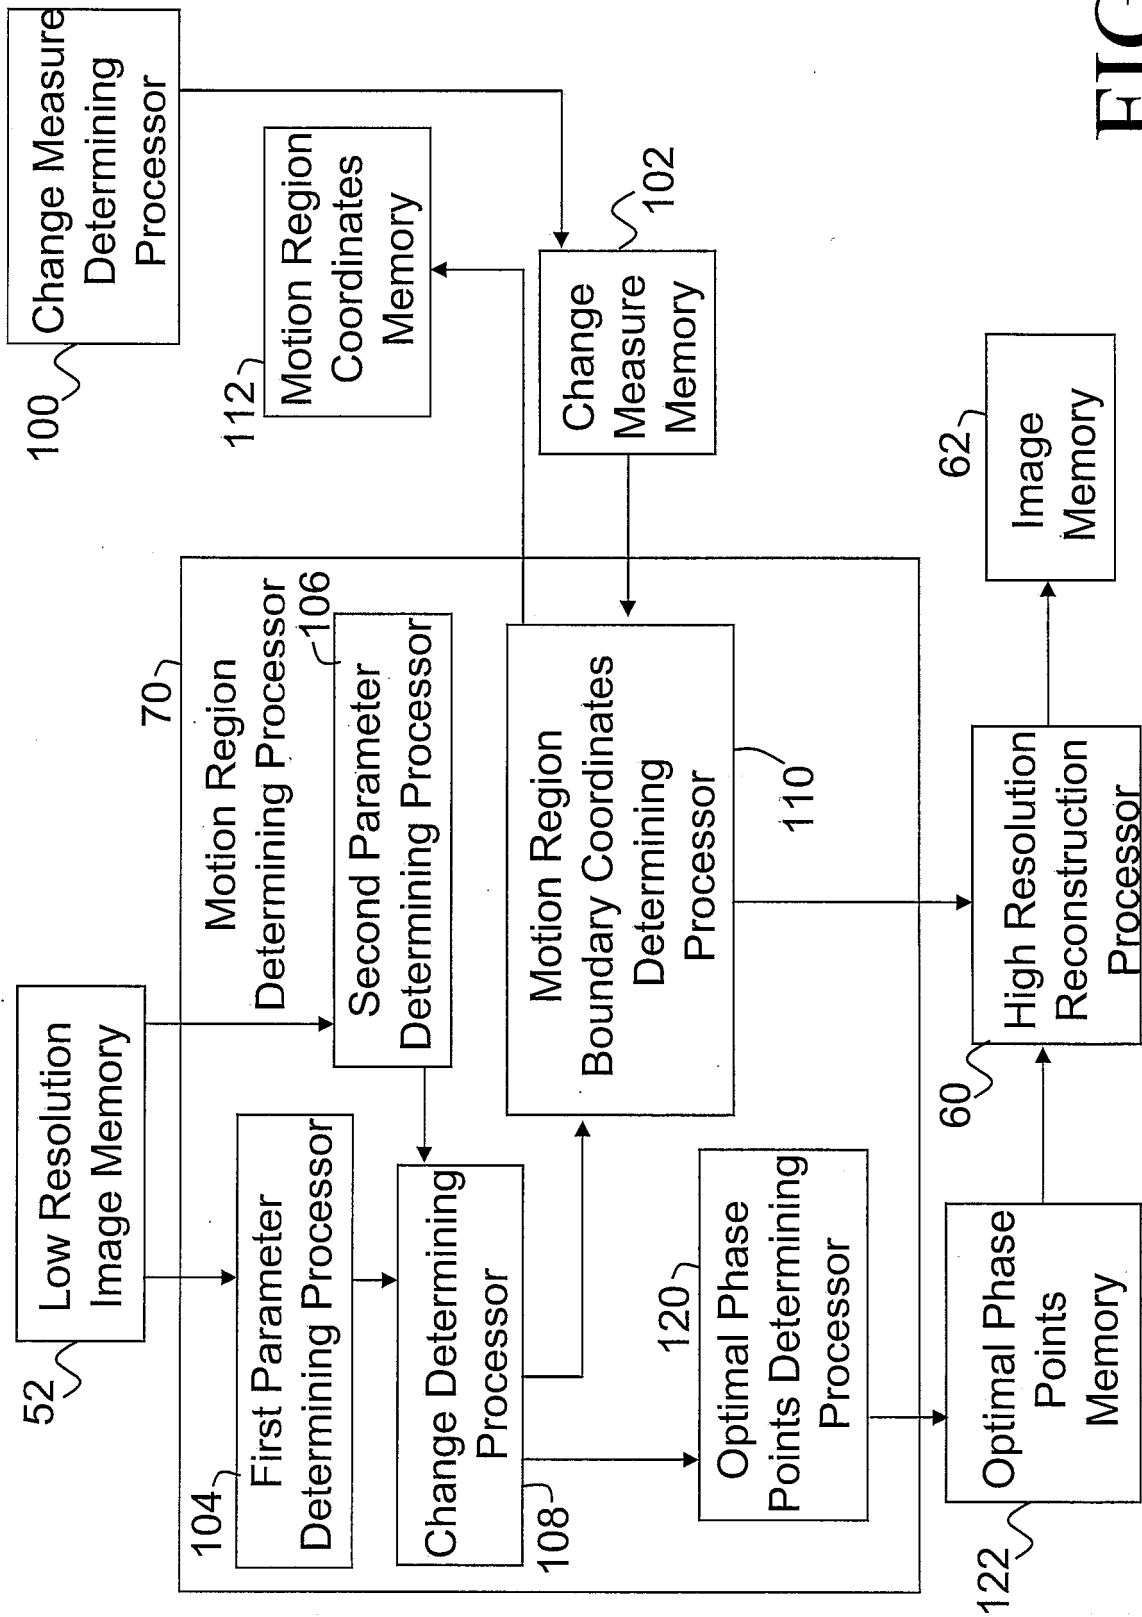 Change Measure
Determining
Processor
100
Motion Region
Coordinates
Memory
112
Change
Measure
Memory
102
Low Resolution
Image Memory
52
70
Motion Region
Determining Processor
First Parameter
Determining Processor
104
Second Parameter
Determining Processor
106
Change Determining
Processor
108
Motion Region
Boundary Coordinates
Determining
Processor
110
Optimal Phase
Points Determining
Processor
120
Optimal Phase
Points
Memory
122
High Resolution
Reconstruction
Processor
60
Image
Memory
62